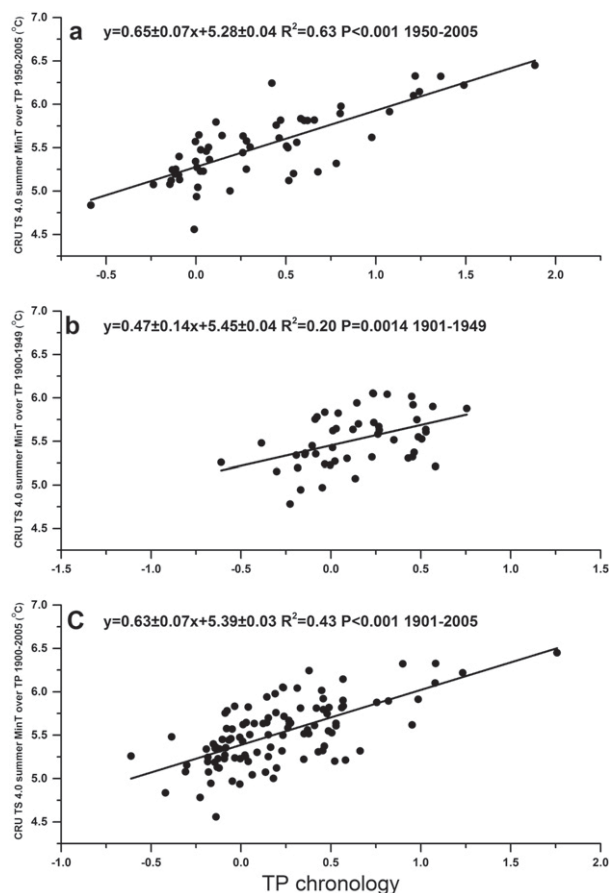 a y=0.65±0.07x+5.28±0.04 R²=0.63 P<0.001 1950-2005
CRU TS 4.0 summer MinT over TP 1950-2005 (°C)
6.5
6.0
5.5
5.0
4.5
-0.5 0.0 0.5 1.0 1.5 2.0
b y=0.47±0.14x+5.45±0.04 R²=0.20 P=0.0014 1901-1949
CRU TS 4.0 summer MinT over TP 1900-1949 (°C)
7.0
6.5
6.0
5.5
5.0
4.5
-1.5 -1.0 -0.5 0.0 0.5 1.0 1.5
C y=0.63±0.07x+5.39±0.03 R²=0.43 P<0.001 1901-2005
CRU TS 4.0 summer MinT over TP 1900-2005 (°C)
7.0
6.5
6.0
5.5
5.0
4.5
-1.0 -0.5 0.0 0.5 1.0 1.5 2.0
TP chronology